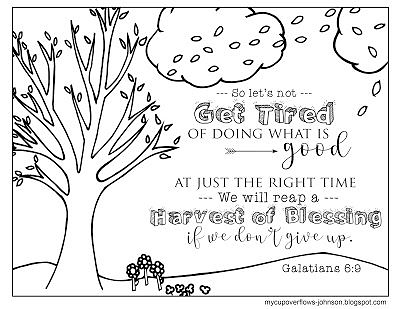 --- So let's not ---
Get Tired
OF DOING WHAT IS
good
AT JUST THE RIGHT TIME
--- We will reap a ---
Harvest of Blessing
if we don't give up.
Galatians 6:9
mycupoverflows-johnson.blogspot.com